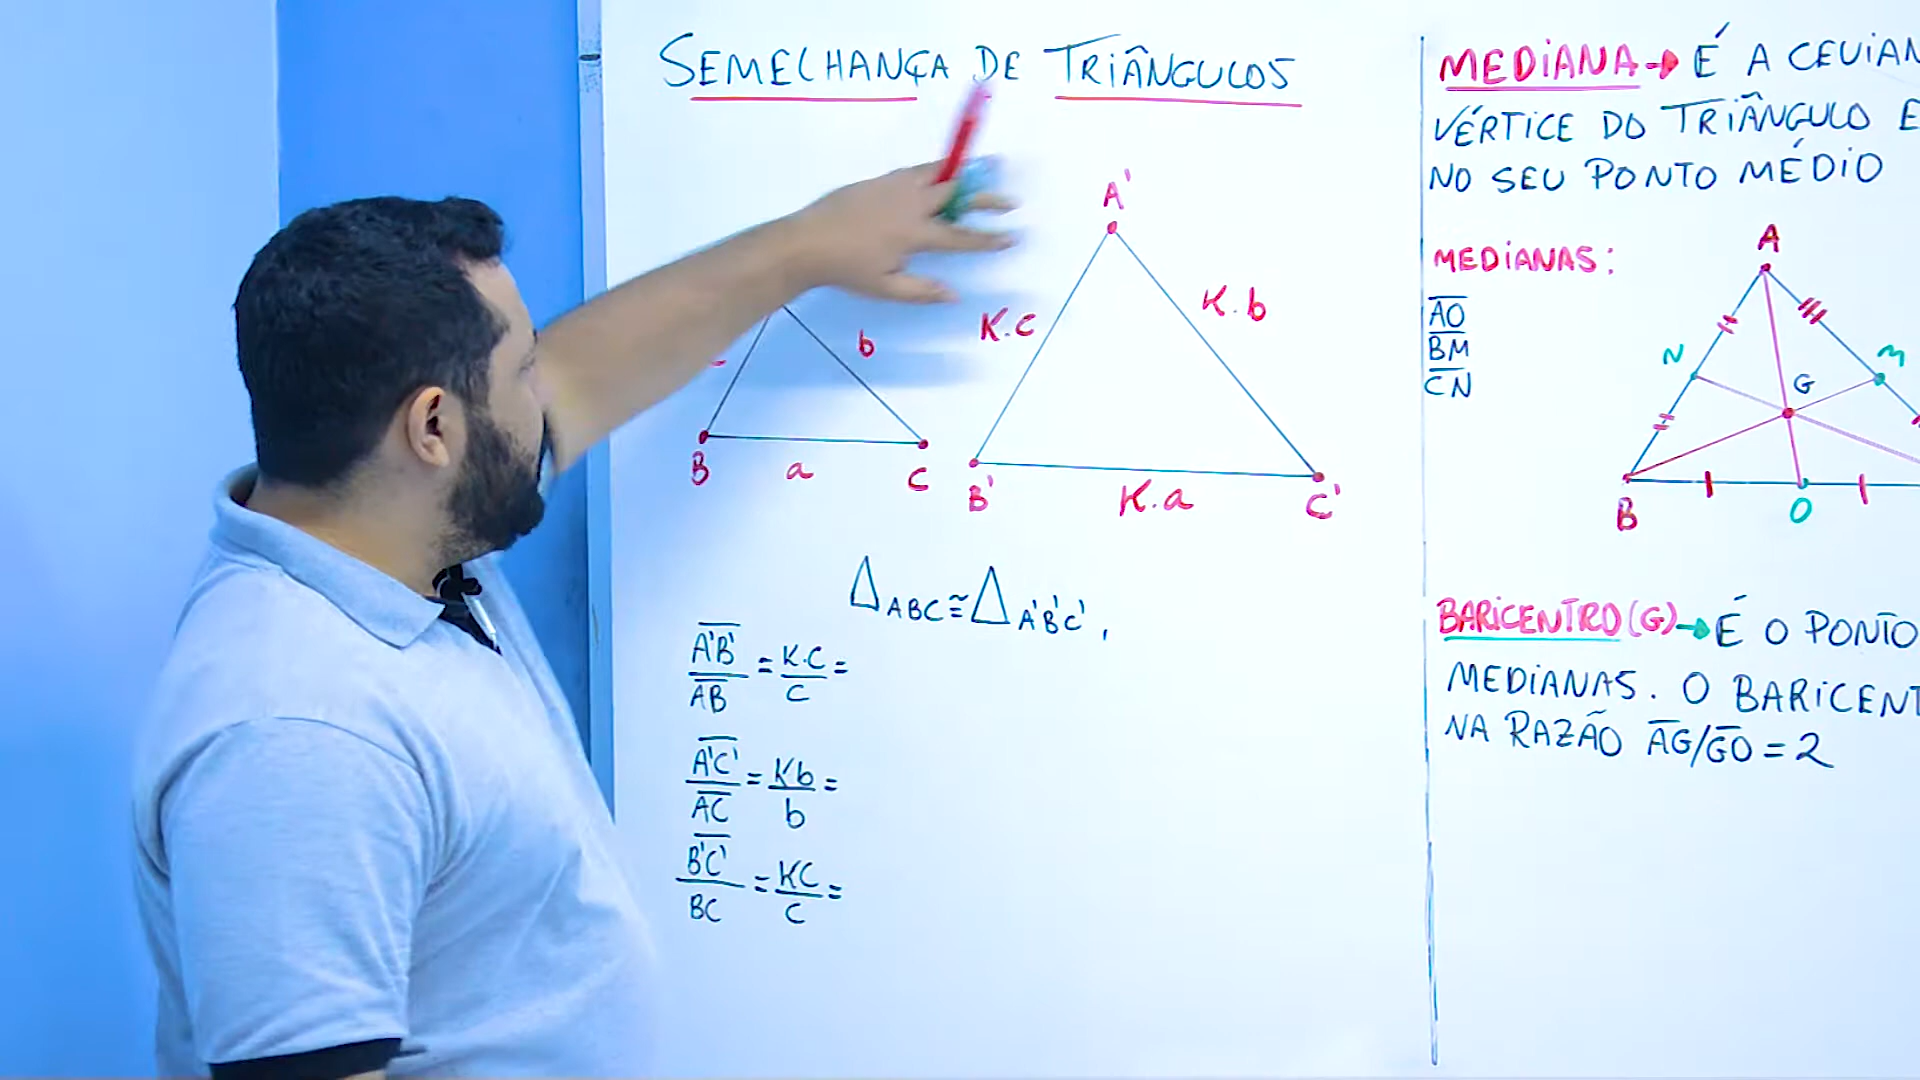 SEMELHANÇA DE TRIÂNGULOS
A'
K.c
K.b
b
B
a
C
B'
K.a
C'
Δ ABC ≅ Δ A'B'C' ,
A'B' / AB = K.C / C =
A'C' / AC = Kb / b =
B'C' / BC = KC / C =
MEDIANA → É A CEVIAN
VÉRTICE DO TRIÂNGULO E
NO SEU PONTO MÉDIO
MEDIANAS:
AO
BM
CN
A
N
M
G
B
O
BARICENTRO (G) → É O PONTO
MEDIANAS. O BARICENT
NA RAZÃO AG/GO = 2